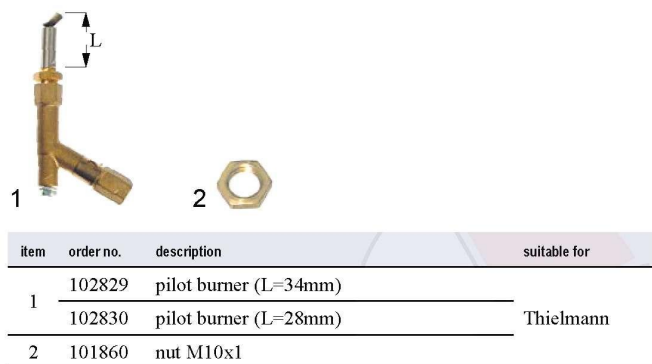 L
1
2
item order no. description suitable for
1
102829 pilot burner (L=34mm)
102830 pilot burner (L=28mm)
Thielmann
2 101860 nut M10x1